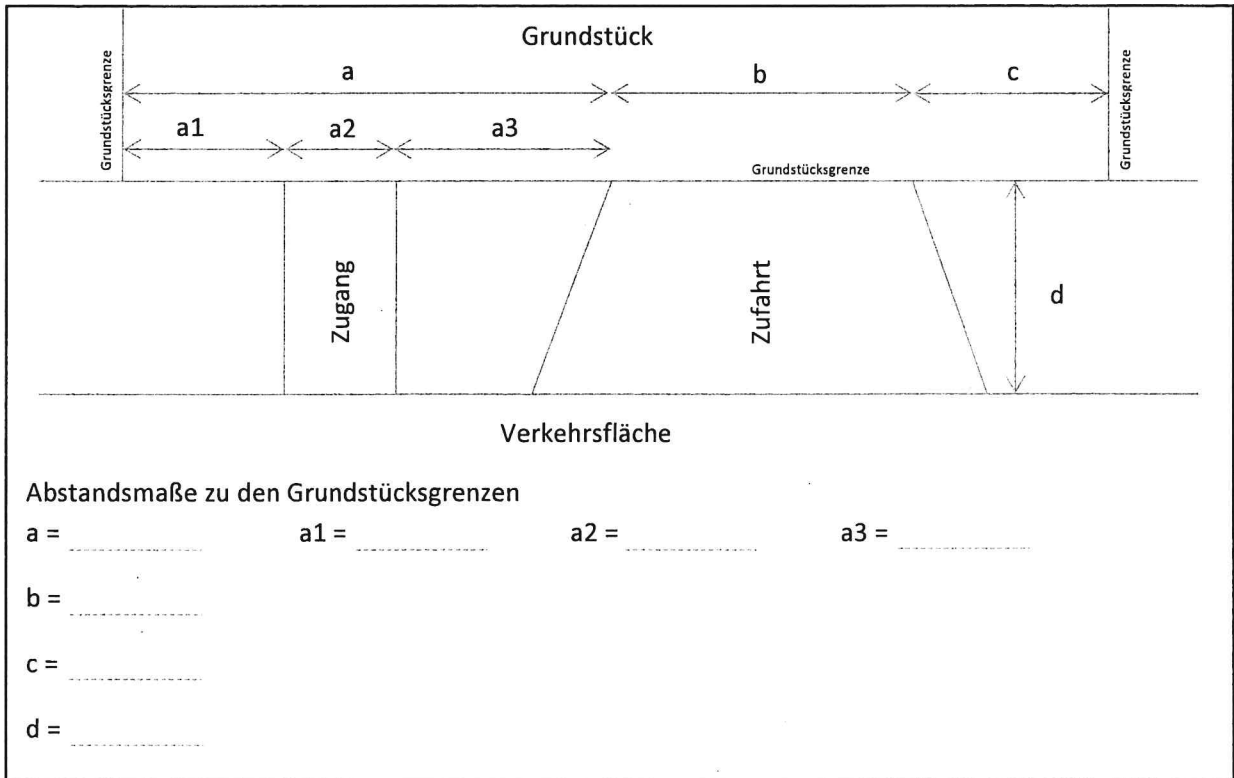 Grundstück
Grundstücksgrenze
a
b
c
Grundstücksgrenze
a1
a2
a3
Grundstücksgrenze
Zugang
Zufahrt
d
Verkehrsfläche
Abstandsmaße zu den Grundstücksgrenzen
a = a1 = a2 = a3 =
b =
c =
d =